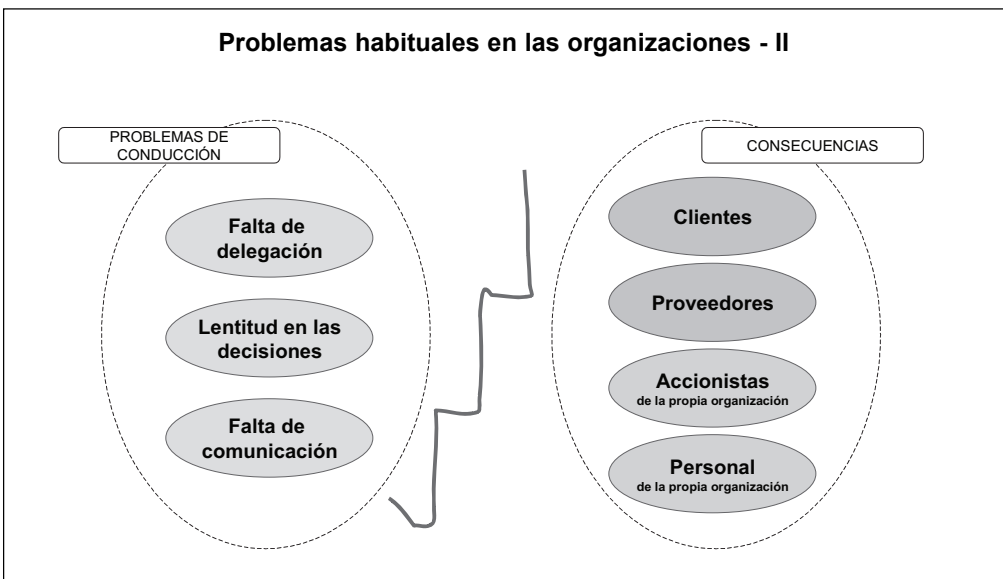 Problemas habituales en las organizaciones - II
PROBLEMAS DE
CONDUCCIÓN
Falta de
delegación
Lentitud en las
decisiones
Falta de
comunicación
CONSECUENCIAS
Clientes
Proveedores
Accionistas
de la propia organización
Personal
de la propia organización